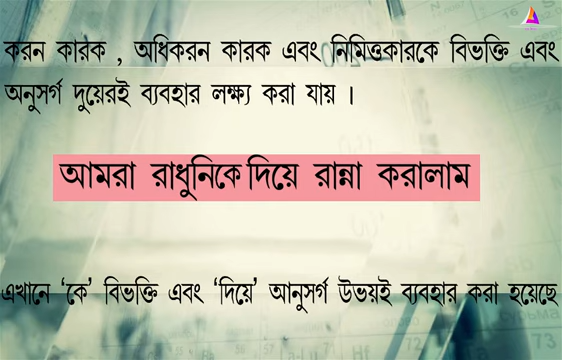 করন কারক , অধিকরন কারক এবং নিমিত্তকারকে বিভক্তি এবং
অনুসর্গ দুয়েরই ব্যবহার লক্ষ্য করা যায় ।
আমরা রাধুনিকে দিয়ে রান্না করালাম
এখানে ‘কে’ বিভক্তি এবং ‘দিয়ে’ আনুসর্গ উভয়ই ব্যবহার করা হয়েছে